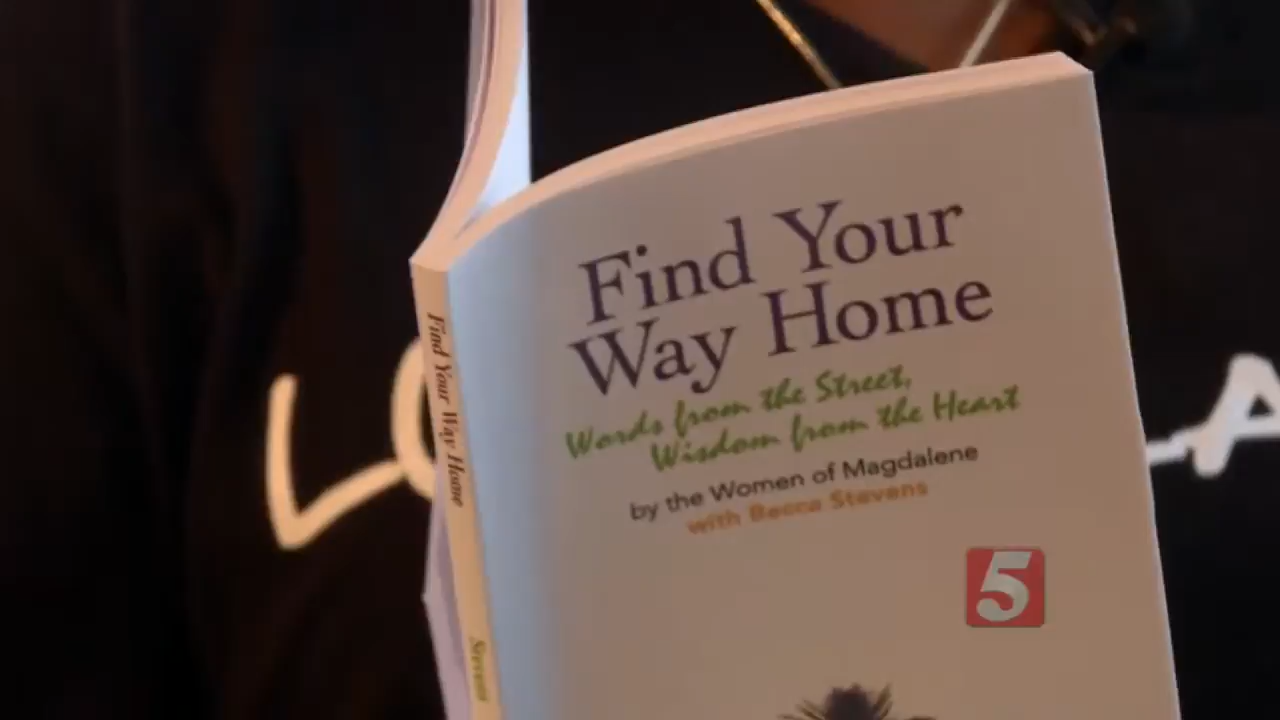 Find Your
Way Home
Words from the Street,
Wisdom from the Heart
by the Women of Magdalene
with Becca Stevens
Find Your Way Home
Stevens
5